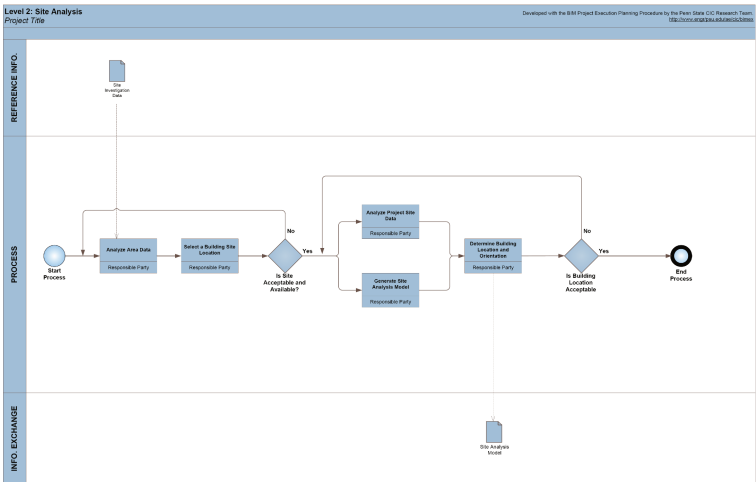 Level 2: Site Analysis
Project Title
Developed with the BIM Project Execution Planning Procedure by the Penn State CIC Research Team.
http://www.engr.psu.edu/ae/cic/bimex
REFERENCE INFO.
Site
Investigation
Data
PROCESS
Start
Process
Analyze Area Data
Responsible Party
Select a Building Site
Location
Responsible Party
No
Yes
Is Site
Acceptable and
Available?
Analyze Project Site
Data
Responsible Party
Generate Site
Analysis Model
Responsible Party
Determine Building
Location and
Orientation
Responsible Party
No
Yes
Is Building
Location
Acceptable
End
Process
INFO. EXCHANGE
Site Analysis
Model